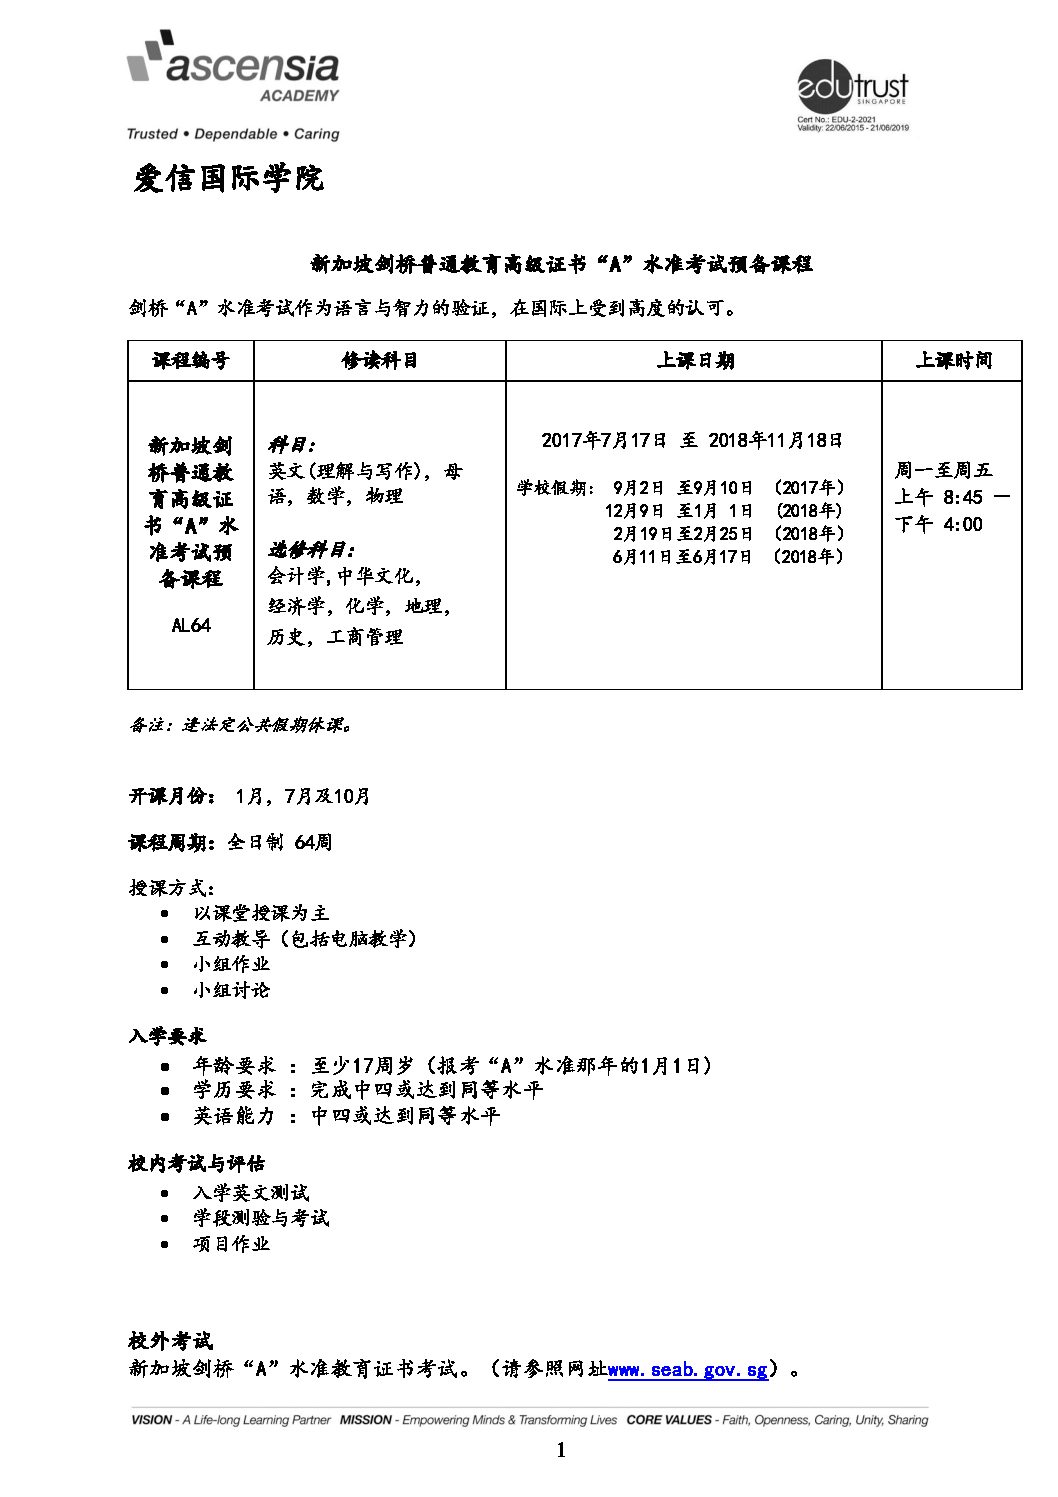 ascensia
ACADEMY
Trusted • Dependable • Caring
edutrust
SINGAPORE
Cert No.: EDU-2-2021
Validity: 22/06/2015 - 21/06/2019
爱信国际学院
新加坡剑桥普通教育高级证书“A”水准考试预备课程
剑桥“A”水准考试作为语言与智力的验证，在国际上受到高度的认可。
课程编号
修读科目
上课日期
上课时间
新加坡剑
桥普通教
育高级证
书“A”水
准考试预
备课程
AL64
科目：
英文(理解与写作)，母
语，数学，物理
选修科目：
会计学,中华文化，
经济学，化学，地理，
历史，工商管理
2017年7月17日 至 2018年11月18日
学校假期： 9月2日 至9月10日 （2017年）
12月9日 至1月 1日 （2018年）
2月19日至2月25日 （2018年）
6月11日至6月17日 （2018年）
周一至周五
上午 8:45 －
下午 4:00
备注：逢法定公共假期休课。
开课月份： 1月，7月及10月
课程周期：全日制 64周
授课方式：
• 以课堂授课为主
• 互动教导（包括电脑教学）
• 小组作业
• 小组讨论
入学要求
• 年龄要求 ：至少17周岁（报考“A”水准那年的1月1日）
• 学历要求 ：完成中四或达到同等水平
• 英语能力 ：中四或达到同等水平
校内考试与评估
• 入学英文测试
• 学段测验与考试
• 项目作业
校外考试
新加坡剑桥“A”水准教育证书考试。（请参照网址www.seab.gov.sg）。
VISION - A Life-long Learning Partner MISSION - Empowering Minds & Transforming Lives CORE VALUES - Faith, Openness, Caring, Unity, Sharing
1